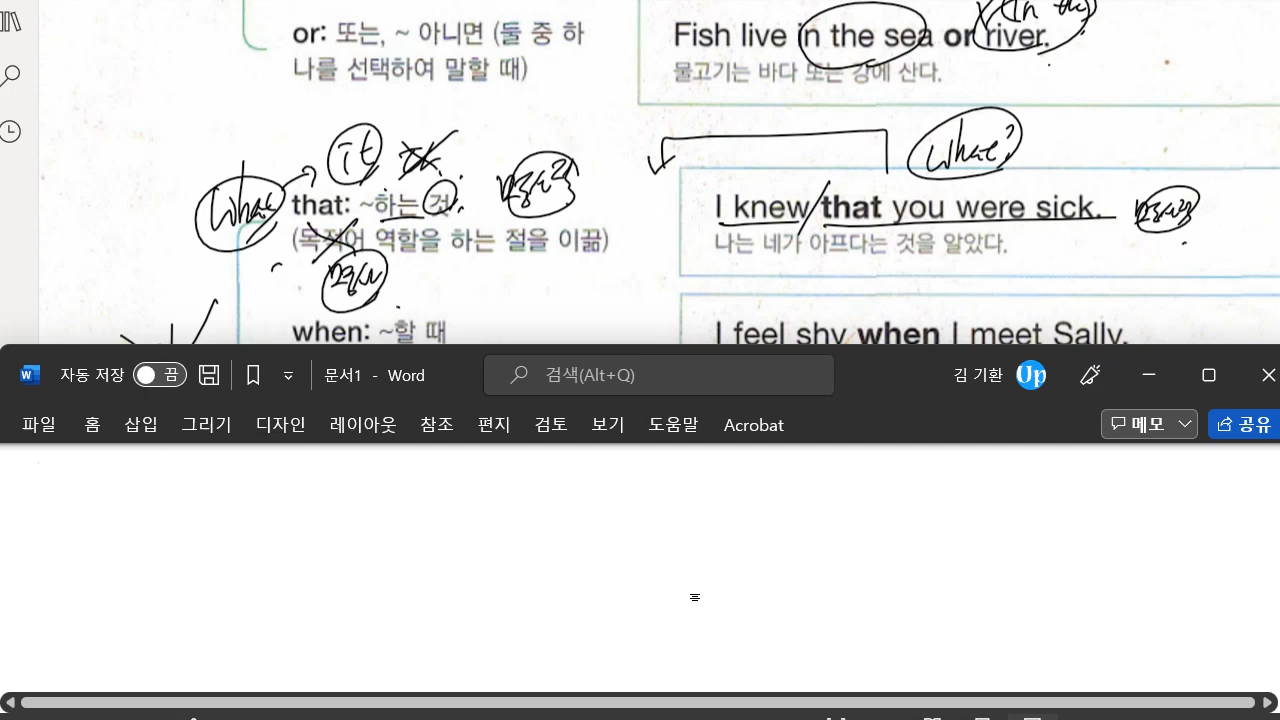 or: 또는, ~ 아니면 (둘 중 하
나를 선택하여 말할 때)
Fish live in the sea or river.
(in the)
물고기는 바다 또는 강에 산다.
what?
it
what
that: ~하는 것
(목적어 역할을 하는 절을 이끎)
I knew that you were sick.
나는 네가 아프다는 것을 알았다.
when: ~할 때
I feel shy when I meet Sally.
자동 저장 끔 문서1 - Word 검색(Alt+Q) 김 기환 Up
파일 홈 삽입 그리기 디자인 레이아웃 참조 편지 검토 보기 도움말 Acrobat 메모 공유